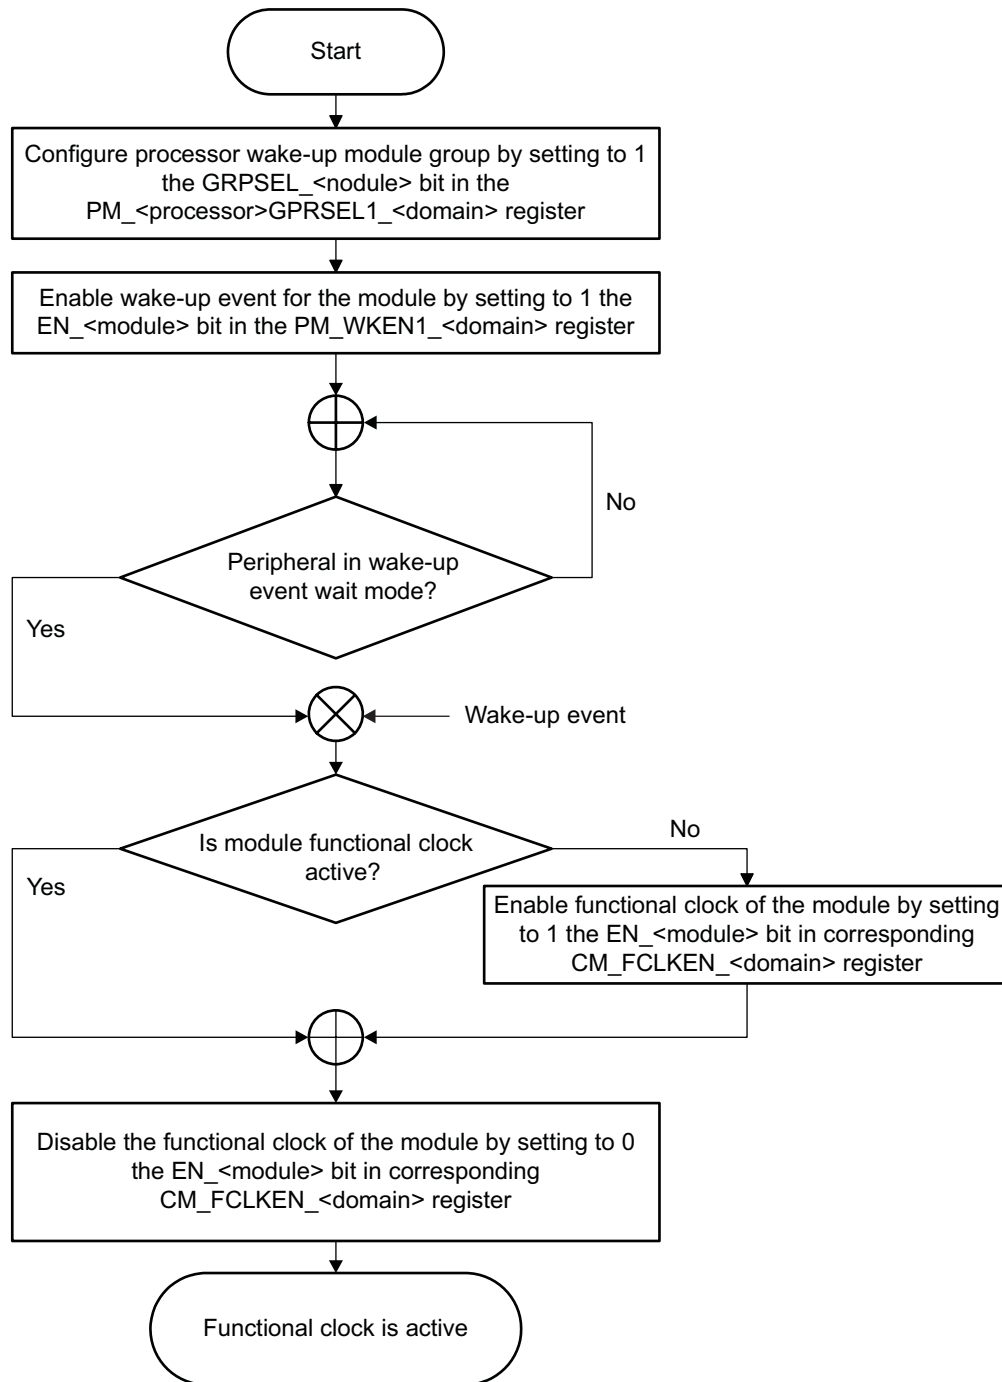 Start
Configure processor wake-up module group by setting to 1
the GRPSEL_<nodule> bit in the
PM_<processor>GPRSEL1_<domain> register
Enable wake-up event for the module by setting to 1 the
EN_<module> bit in the PM_WKEN1_<domain> register
No
Peripheral in wake-up
event wait mode?
Yes
Wake-up event
No
Is module functional clock
active?
Yes
Enable functional clock of the module by setting
to 1 the EN_<module> bit in corresponding
CM_FCLKEN_<domain> register
Disable the functional clock of the module by setting to 0
the EN_<module> bit in corresponding
CM_FCLKEN_<domain> register
Functional clock is active